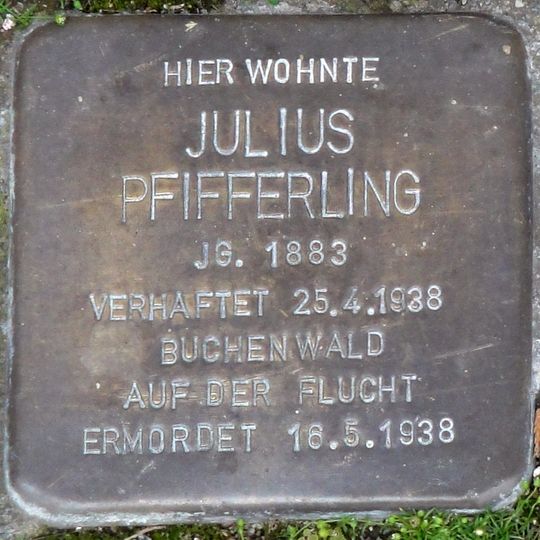 HIER WOHNTE
JULIUS
PFIFFERLING
JG. 1883
VERHAFTET 25.4.1938
BUCHENWALD
AUF DER FLUCHT
ERMORDET 16.5.1938